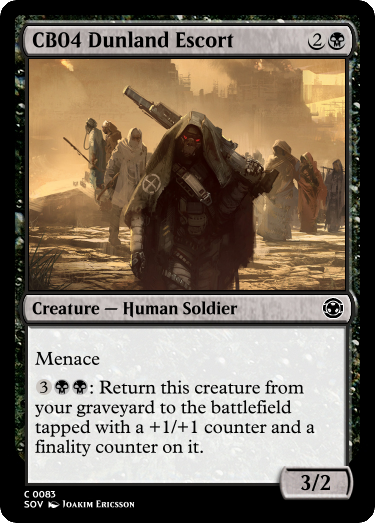 CB04 Dunland Escort 2
Creature — Human Soldier
Menace
3: Return this creature from
your graveyard to the battlefield
tapped with a +1/+1 counter and a
finality counter on it.
3/2
C 0083
SOV Joakim Ericsson